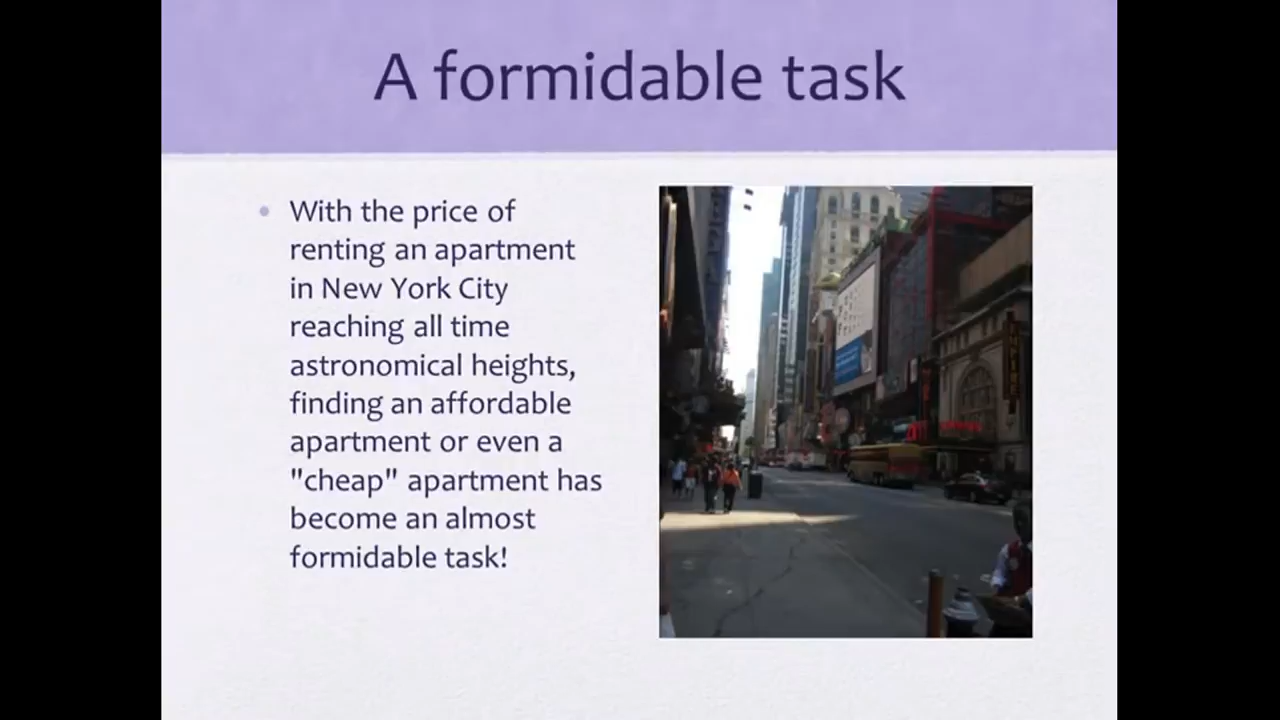 A formidable task
With the price of
renting an apartment
in New York City
reaching all time
astronomical heights,
finding an affordable
apartment or even a
"cheap" apartment has
become an almost
formidable task!
EMPIRE